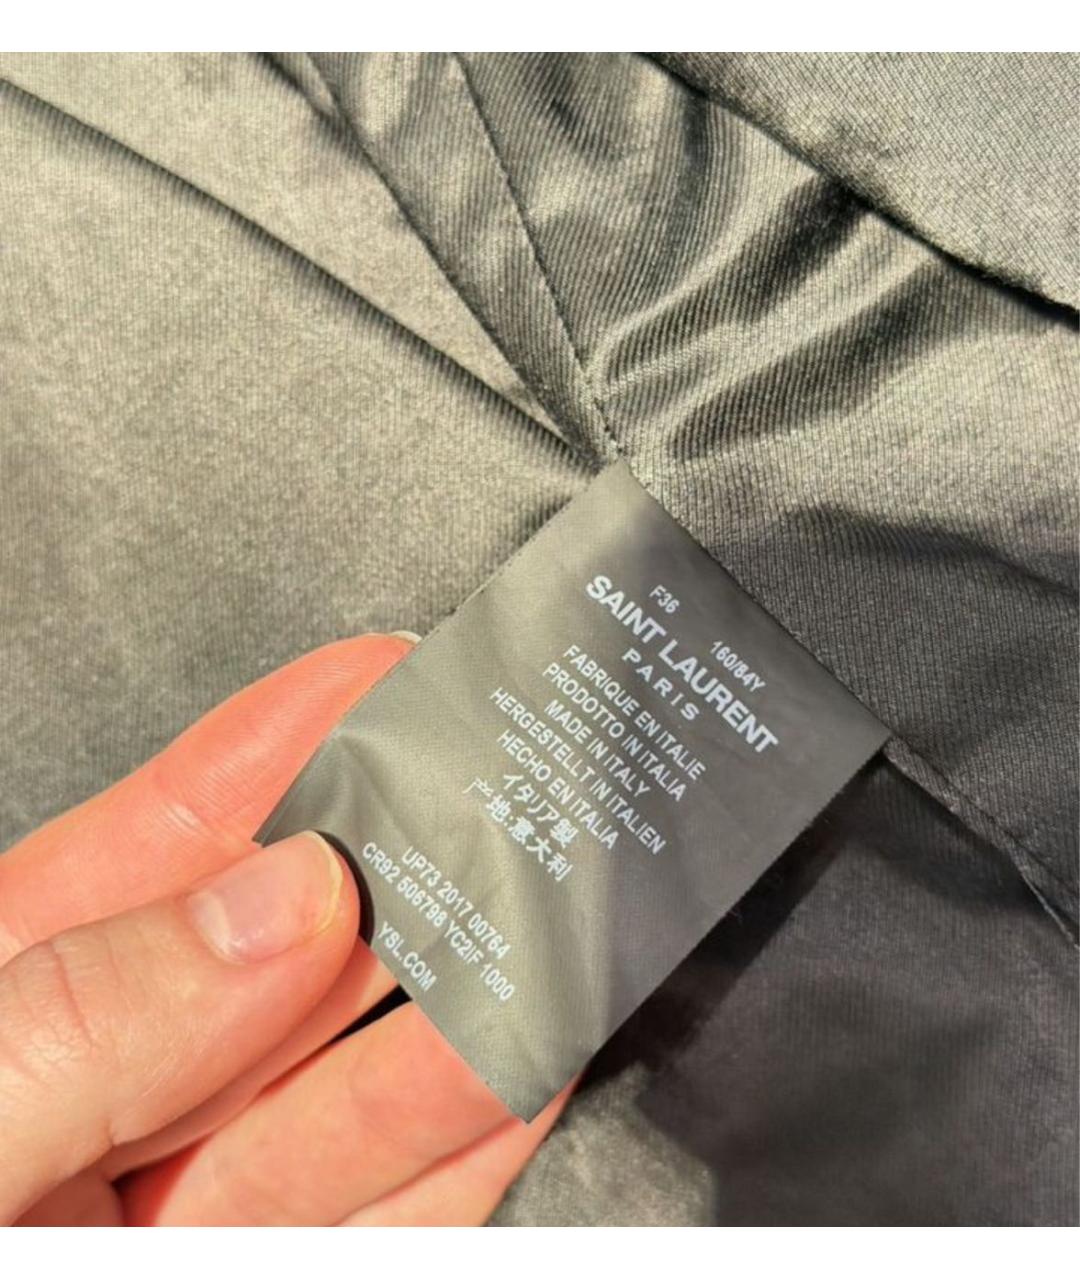 F36 160/84Y
SAINT LAURENT
PARIS
FABRIQUE EN ITALIE
PRODOTTO IN ITALIA
MADE IN ITALY
HERGESTELLT IN ITALIEN
HECHO EN ITALIA
イタリア製
产地:意大利
UP73 2017 00764
CR92 506798 YC2IF 1000
YSL.COM